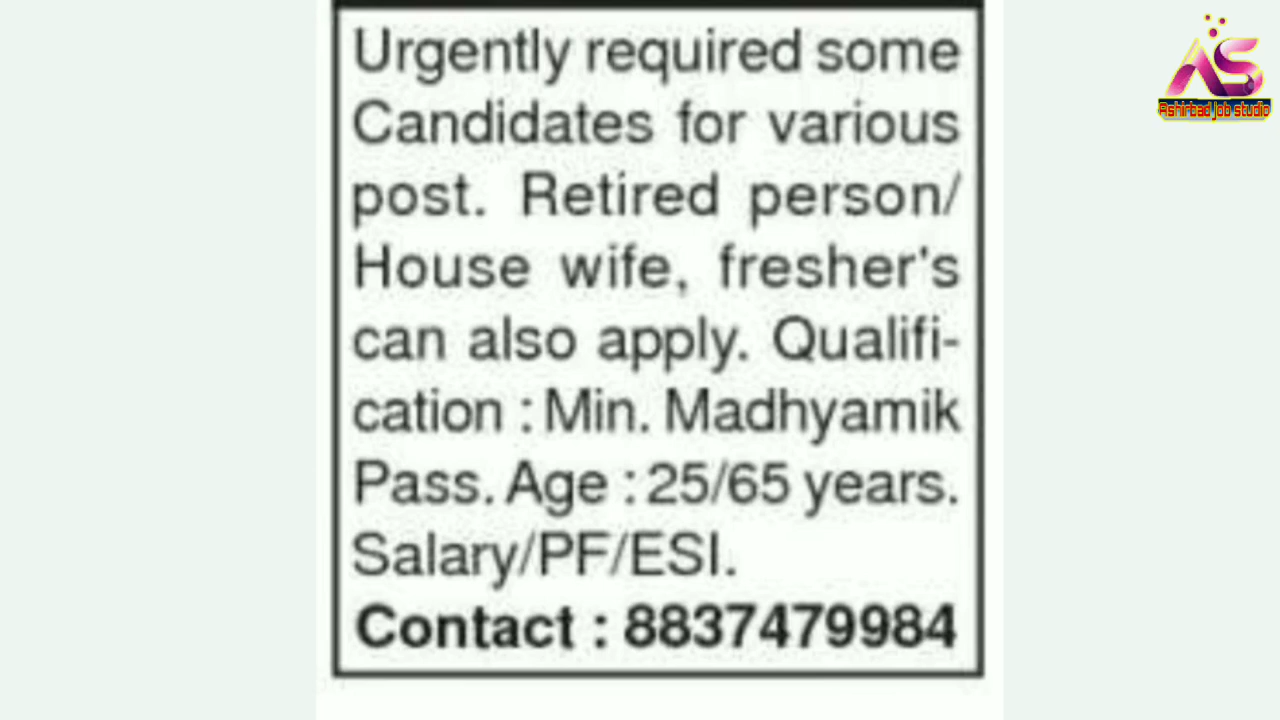 Urgently required some
Candidates for various
post. Retired person/
House wife, fresher's
can also apply. Qualifi-
cation : Min. Madhyamik
Pass. Age : 25/65 years.
Salary/PF/ESI.
Contact : 8837479984
AS
Ashirbad job studio